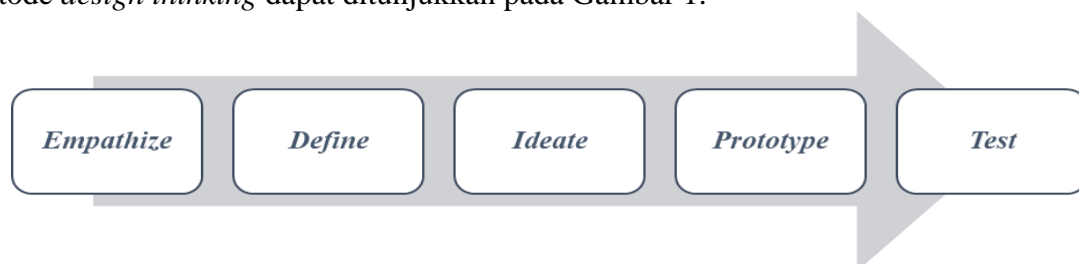 tode design thinking dapat ditunjukkan pada Gambar 1.
Empathize Define Ideate Prototype Test